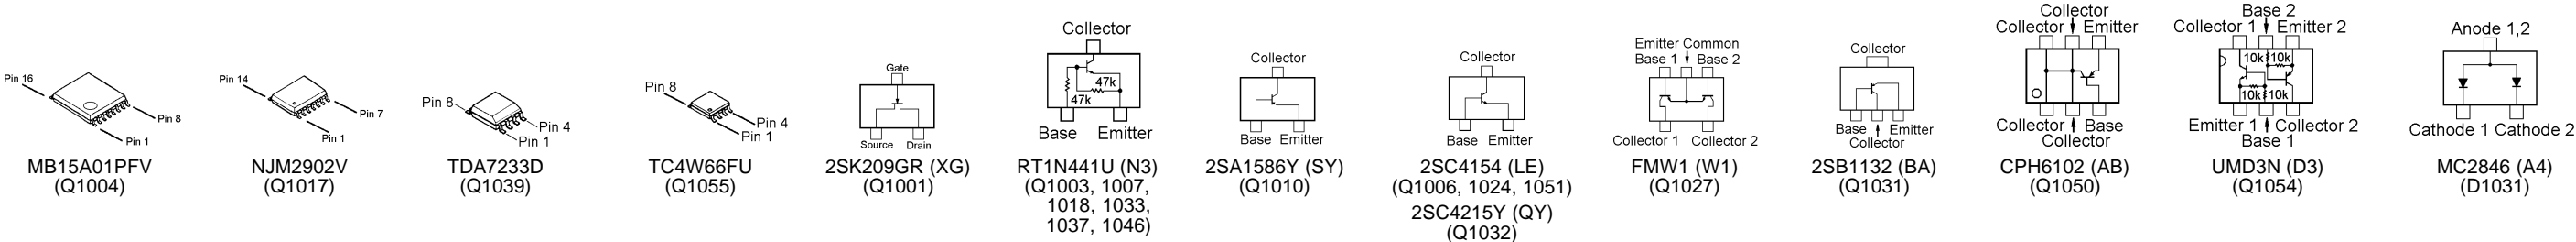 Pin 16
Pin 8
Pin 1
MB15A01PFV
(Q1004)
Pin 14
Pin 7
Pin 1
NJM2902V
(Q1017)
Pin 8
Pin 4
Pin 1
TDA7233D
(Q1039)
Pin 8
Pin 4
Pin 1
TC4W66FU
(Q1055)
Gate
Source Drain
2SK209GR (XG)
(Q1001)
Collector
47k
47k
Base Emitter
RT1N441U (N3)
(Q1003, 1007,
1018, 1033,
1037, 1046)
Collector
Base Emitter
2SA1586Y (SY)
(Q1010)
Collector
Base Emitter
2SC4154 (LE)
(Q1006, 1024, 1051)
2SC4215Y (QY)
(Q1032)
Emitter Common
Base 1 Base 2
Collector 1 Collector 2
FMW1 (W1)
(Q1027)
Collector
Base Emitter
Collector
2SB1132 (BA)
(Q1031)
Collector
Collector Emitter
Collector Base
Collector
CPH6102 (AB)
(Q1050)
Base 2
Collector 1 Emitter 2
10k 10k
10k 10k
Emitter 1 Collector 2
Base 1
UMD3N (D3)
(Q1054)
Anode 1,2
Cathode 1 Cathode 2
MC2846 (A4)
(D1031)